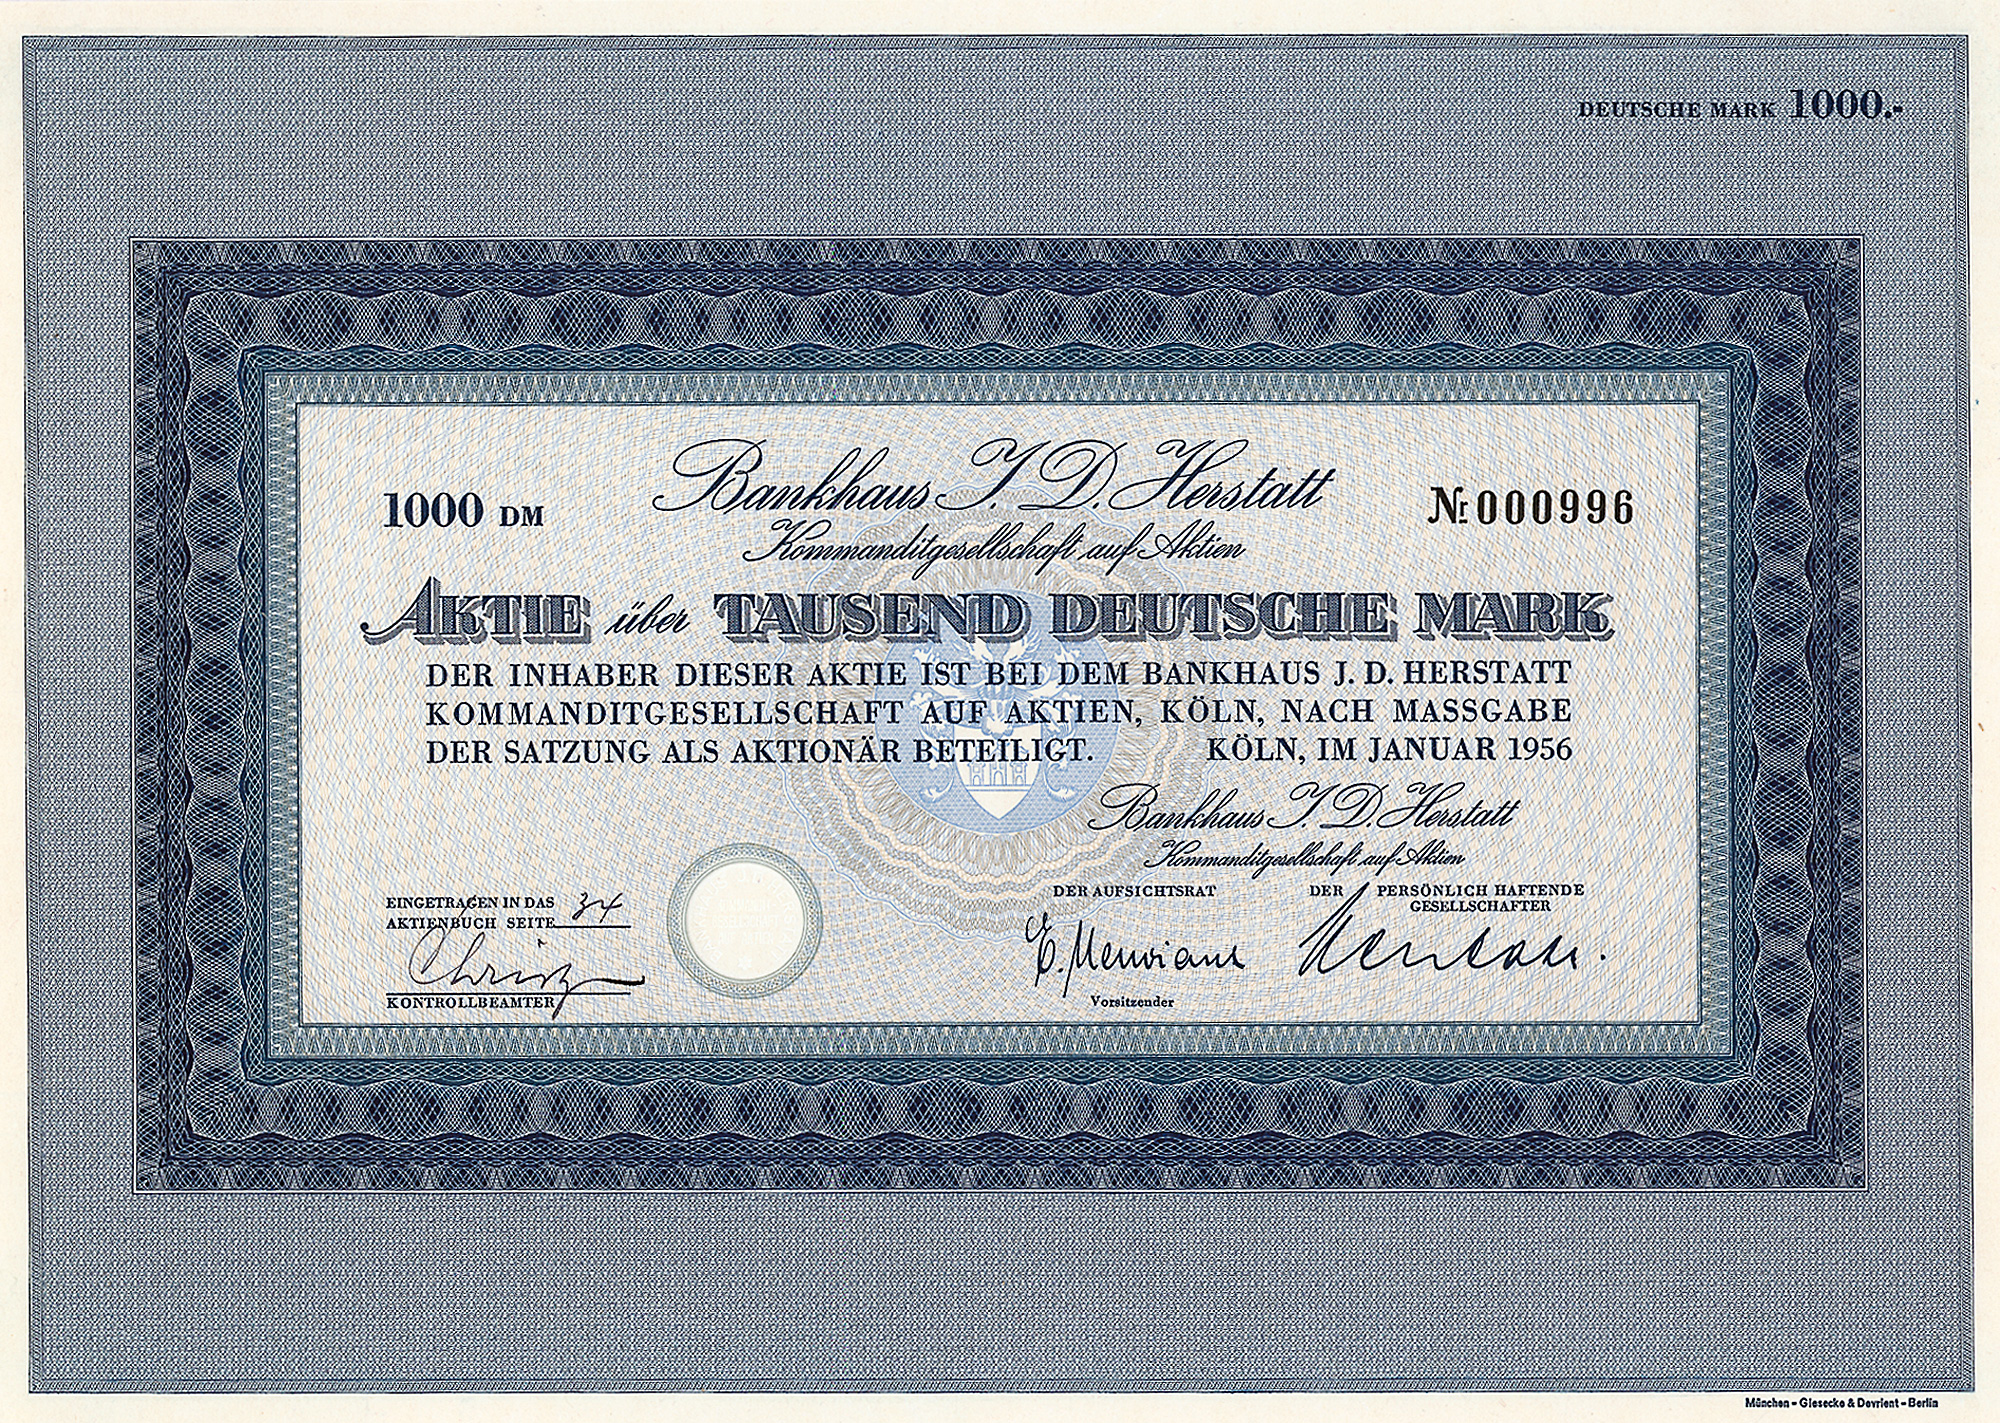 DEUTSCHE MARK 1000.-
Bankhaus J. D. Herstatt
1000 DM
№ 000996
Kommanditgesellschaft auf Aktien
AKTIE über TAUSEND DEUTSCHE MARK
DER INHABER DIESER AKTIE IST BEI DEM BANKHAUS J. D. HERSTATT
KOMMANDITGESELLSCHAFT AUF AKTIEN, KÖLN, NACH MASSGABE
DER SATZUNG ALS AKTIONÄR BETEILIGT. KÖLN, IM JANUAR 1956
Bankhaus J. D. Herstatt
Kommanditgesellschaft auf Aktien
EINGETRAGEN IN DAS
AKTIENBUCH SEITE 34
KONTROLLBEAMTER
DER AUFSICHTSRAT
Vorsitzender
DER PERSÖNLICH HAFTENDE
GESELLSCHAFTER
München - Giesecke & Devrient - Berlin